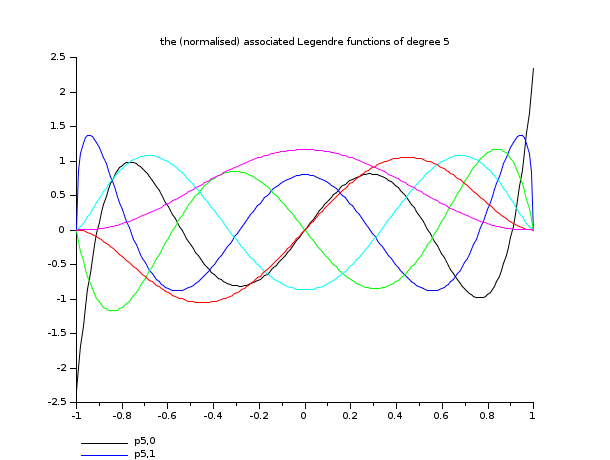 the (normalised) associated Legendre functions of degree 5
2.5
2
1.5
1
0.5
0
-0.5
-1
-1.5
-2
-2.5
-1 -0.8 -0.6 -0.4 -0.2 0 0.2 0.4 0.6 0.8 1
p5,0
p5,1